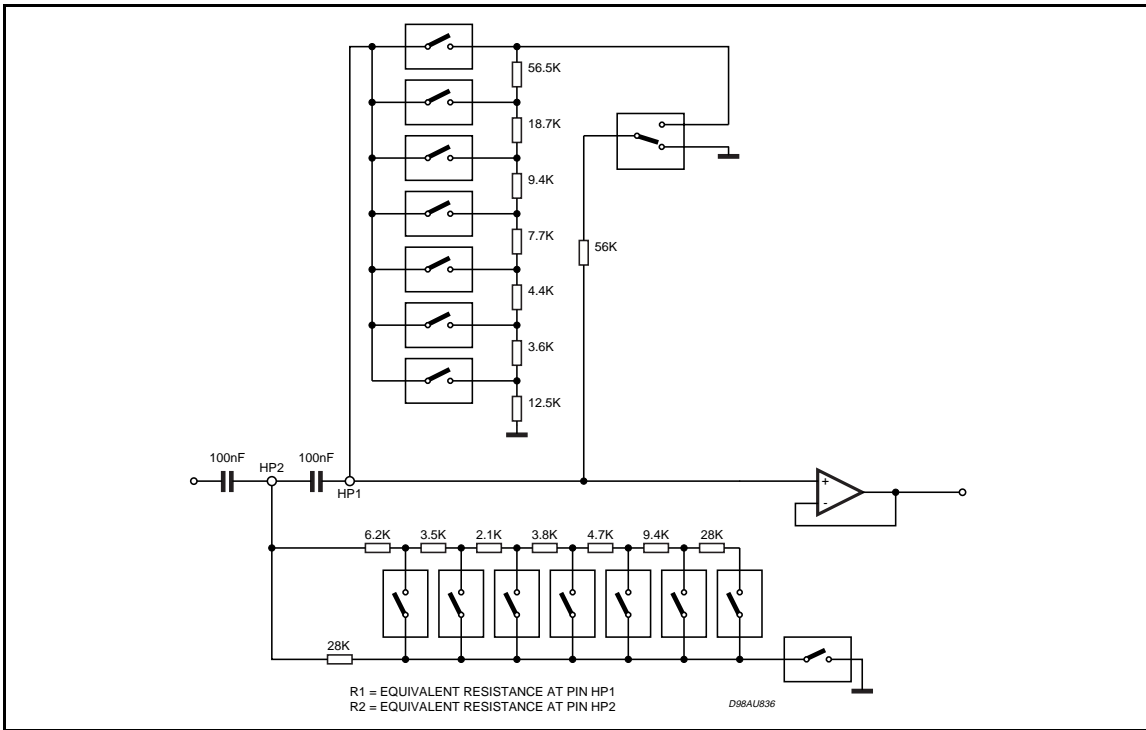 56.5K
18.7K
9.4K
7.7K
56K
4.4K
3.6K
12.5K
100nF
HP2
100nF
HP1
+
-
6.2K 3.5K 2.1K 3.8K 4.7K 9.4K 28K
28K
R1 = EQUIVALENT RESISTANCE AT PIN HP1
R2 = EQUIVALENT RESISTANCE AT PIN HP2
D98AU836